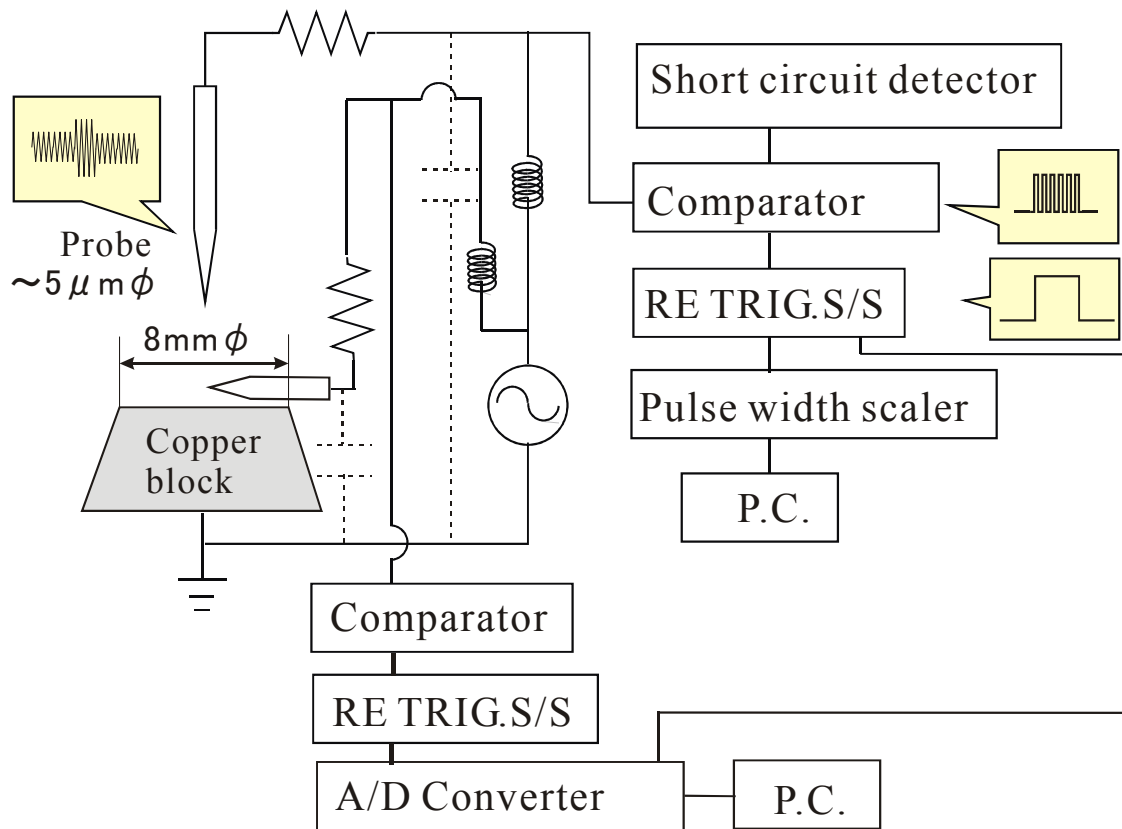 Short circuit detector
Comparator
Probe
～5μmφ
RE TRIG.S/S
8mmφ
Pulse width scaler
Copper
block
P.C.
Comparator
RE TRIG.S/S
A/D Converter
P.C.